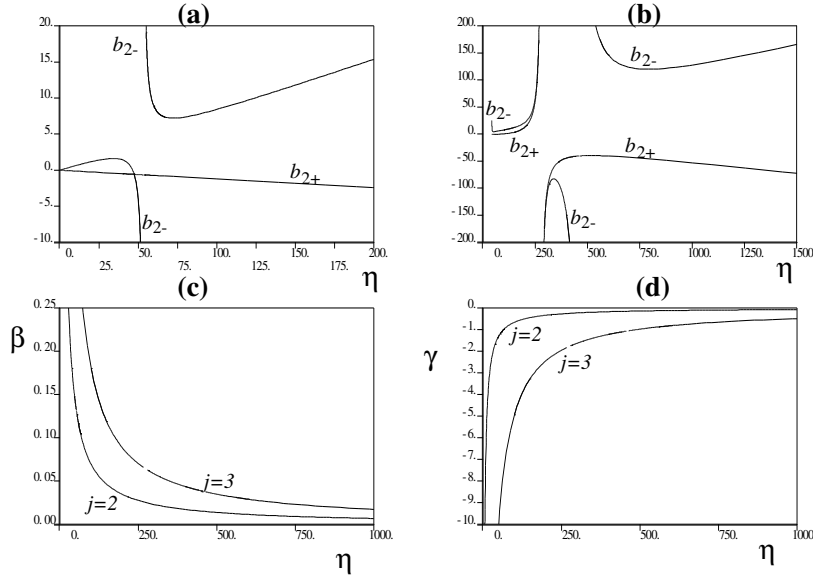 (a)
20.
15.
10.
5.
0.
-5.
-10.
b2-
b2+
b2-
0. 50. 100. 150. 200.
25. 75. 125. 175.
η
(b)
200.
150.
100.
50.
0.
-50.
-100.
-150.
-200.
b2-
b2-
b2+
b2+
b2-
0. 250. 500. 750. 1000. 1250. 1500.
η
(c)
β
0.25
0.20
0.15
0.10
0.05
0.00
j=3
j=2
0. 250. 500. 750. 1000.
η
(d)
γ
0.
-1.
-2.
-3.
-4.
-5.
-6.
-7.
-8.
-9.
-10.
j=2
j=3
0. 250. 500. 750. 1000.
η